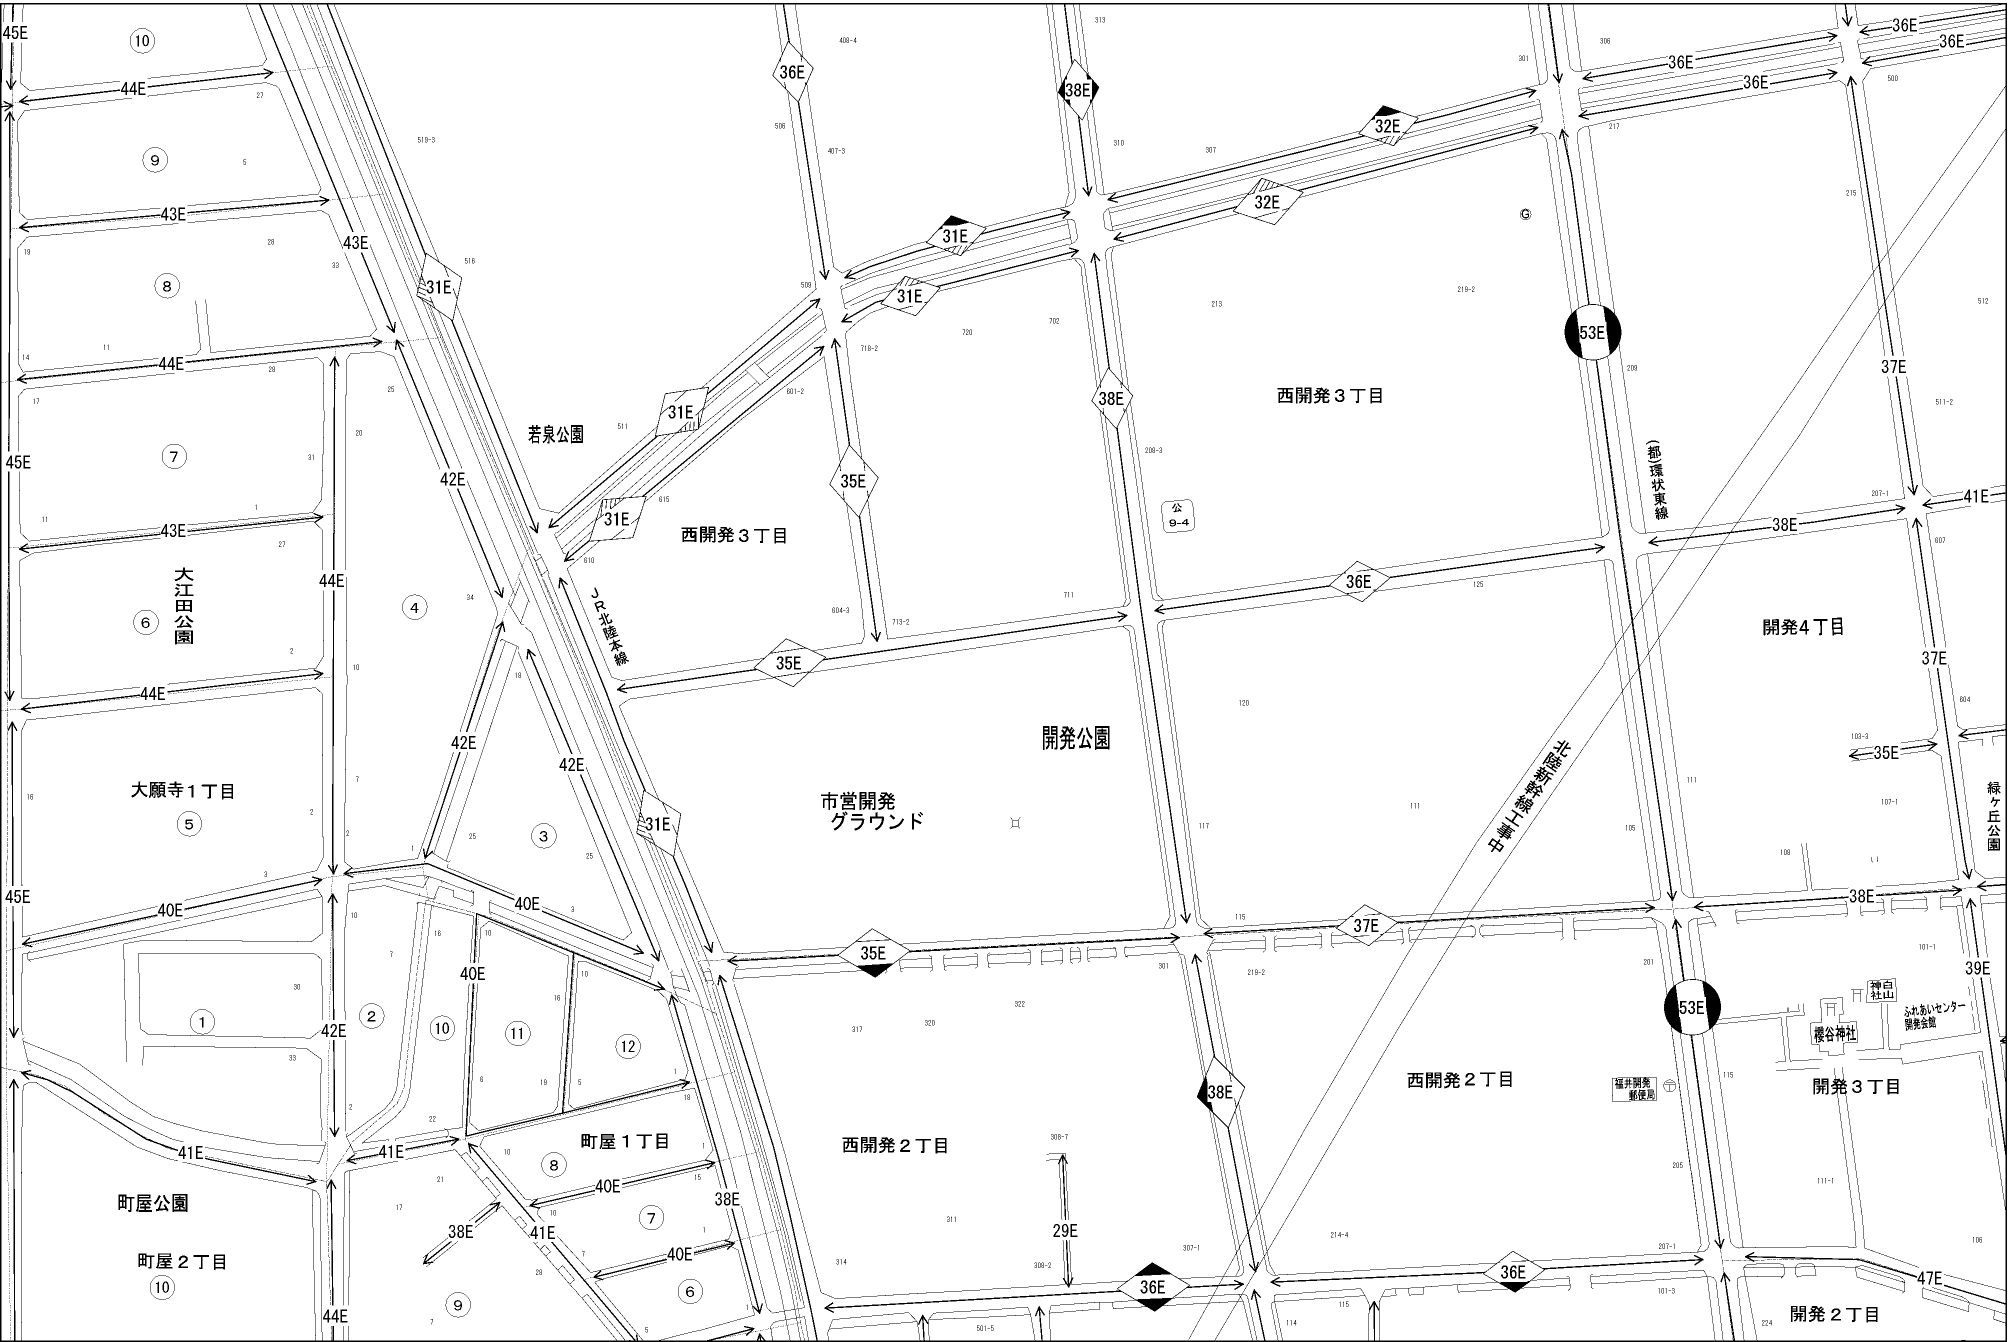 45E
10
44E
27
9
5
43E
19
28
33
8
43E
14
11
44E
28
25
17
20
7
31
45E
42E
11
1
43E
27
44E
大江田公園
6
4
34
2
44E
10
18
42E
42E
大願寺1丁目
5
16
7
2
2
3
25
25
1
3
45E
40E
40E
3
10
7
16
10
40E
10
16
30
1
42E
2
10
11
12
33
2
6
19
5
1
22
18
41E
41E
町屋1丁目
10
8
1
21
15
40E
38E
町屋公園
17
10
7
38E
41E
1
町屋2丁目
7
40E
10
28
6
44E
9
7
1
5
519-3
516
31E
36E
408-4
506
407-3
509
38E
313
310
307
31E
31E
32E
32E
301
306
36E
36E
36E
36E
500
217
215
G
31E
若泉公園
511
601-2
718-2
720
702
213
219-2
西開発3丁目
53E
209
37E
512
511-2
38E
(都)環状東線
207-1
41E
31E
615
西開発3丁目
35E
208-3
公
9-4
610
JR北陸本線
604-3
713-2
711
36E
125
38E
607
開発4丁目
35E
37E
604
120
開発公園
103-3
35E
市営開発
グラウンド
31E
117
111
北陸新幹線工事中
105
111
107-1
108
緑ヶ丘公園
35E
115
37E
38E
301
219-2
201
101-1
39E
322
320
317
53E
白山神社
櫻谷神社
ふれあいセンター
開発会館
38E
西開発2丁目
福井開発
郵便局
115
開発3丁目
西開発2丁目
308-7
205
111-1
311
29E
307-1
214-4
207-1
106
314
308-2
36E
36E
47E
101-3
115
114
501-5
224
開発2丁目